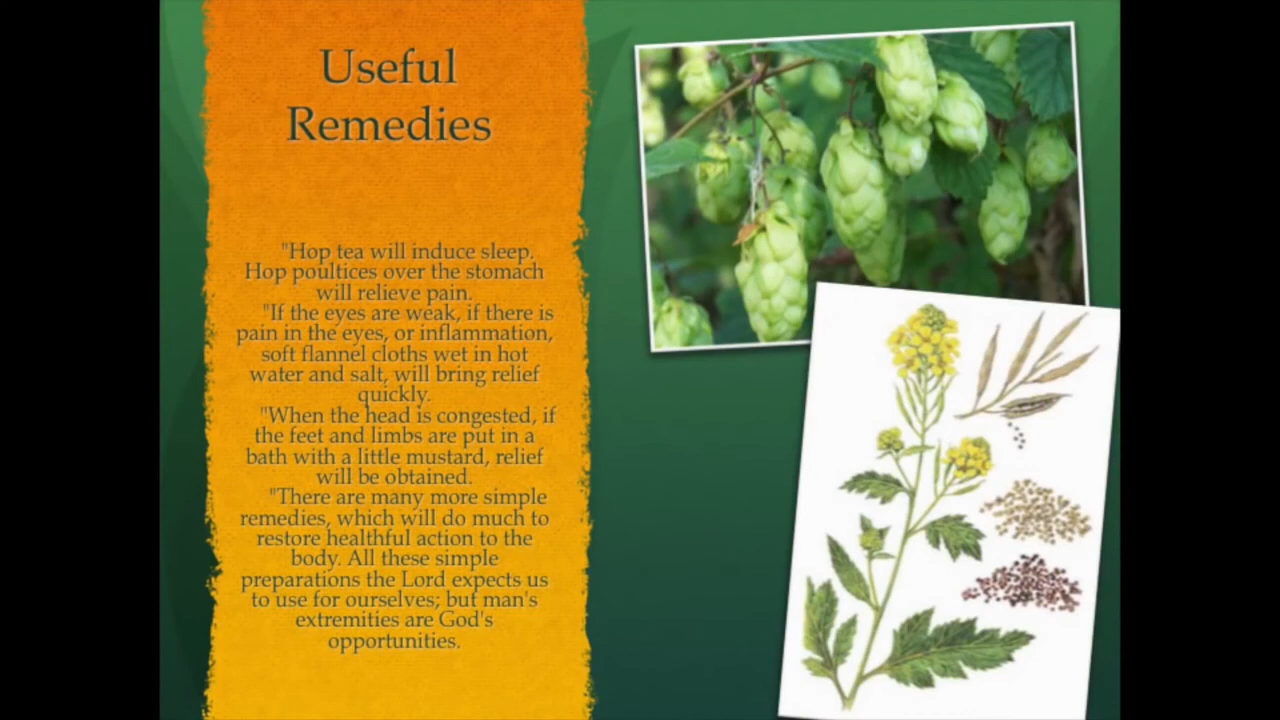 Useful
Remedies
"Hop tea will induce sleep.
Hop poultices over the stomach
will relieve pain.
"If the eyes are weak, if there is
pain in the eyes, or inflammation,
soft flannel cloths wet in hot
water and salt, will bring relief
quickly.
"When the head is congested, if
the feet and limbs are put in a
bath with a little mustard, relief
will be obtained.
"There are many more simple
remedies, which will do much to
restore healthful action to the
body. All these simple
preparations the Lord expects us
to use for ourselves; but man's
extremities are God's
opportunities.